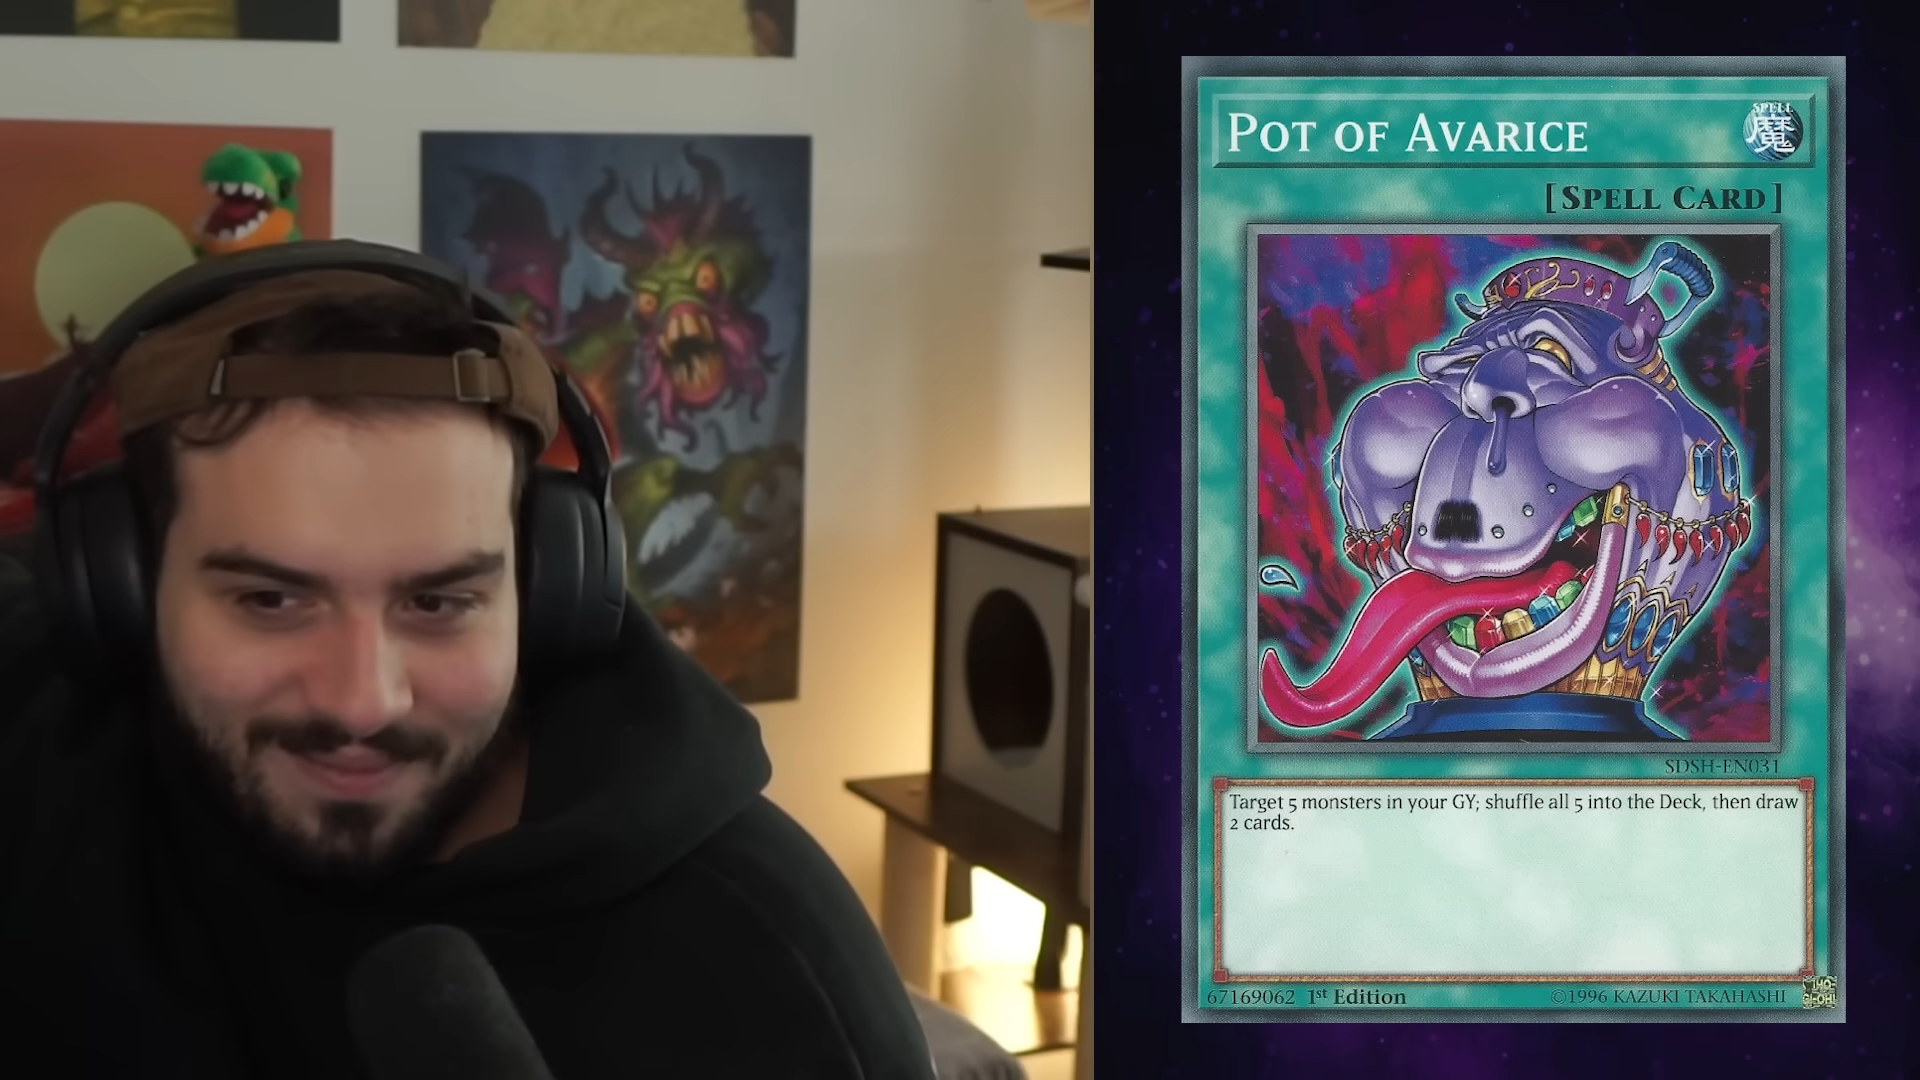 Pot of Avarice
SPELL
魔
[Spell Card]
SDSH-EN031
Target 5 monsters in your GY; shuffle all 5 into the Deck, then draw
2 cards.
67169062 1st Edition
©1996 KAZUKI TAKAHASHI